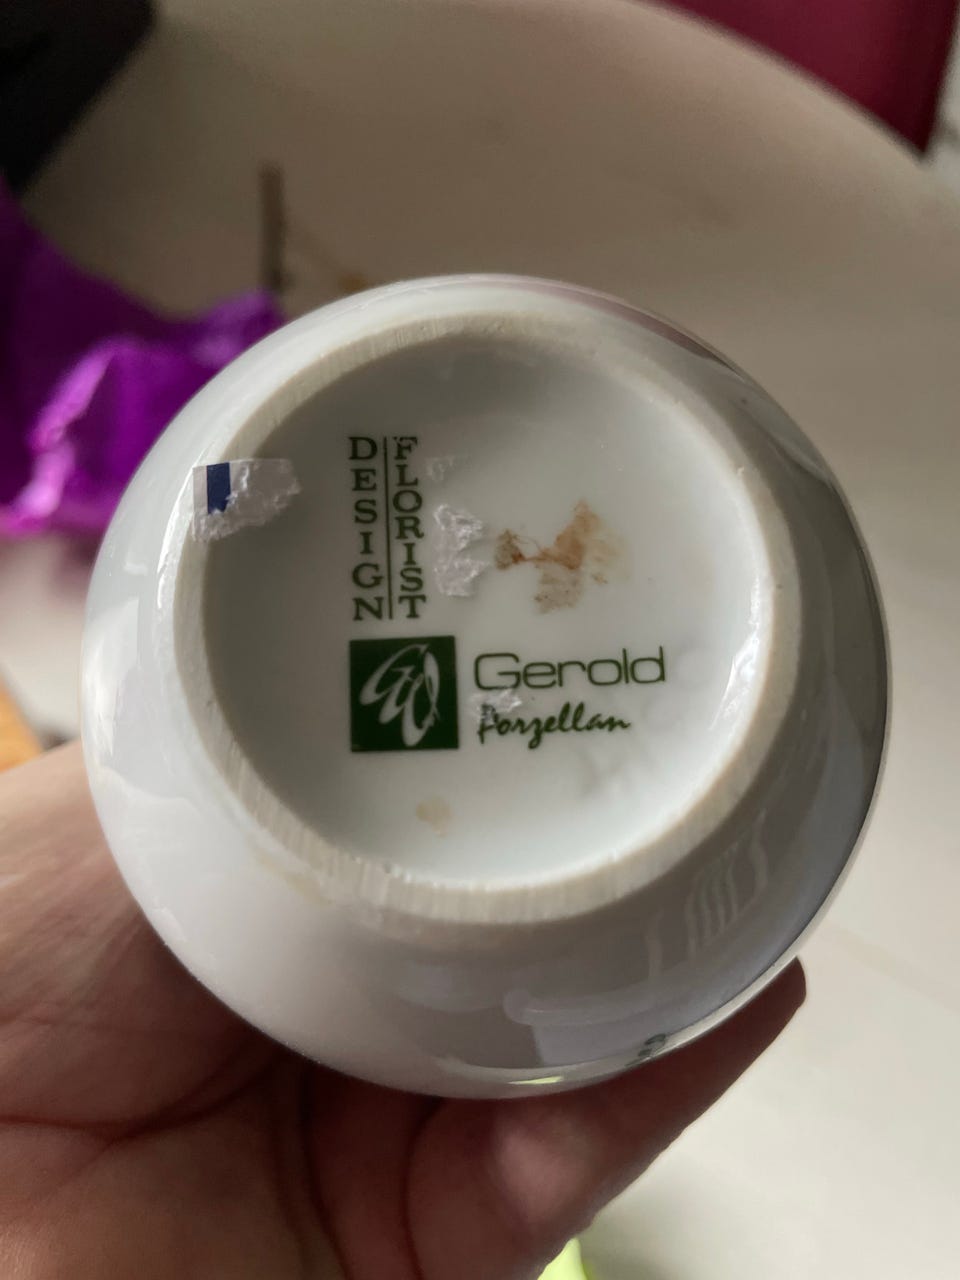 DESIGN
FLORIST
Gerold
Porzellan